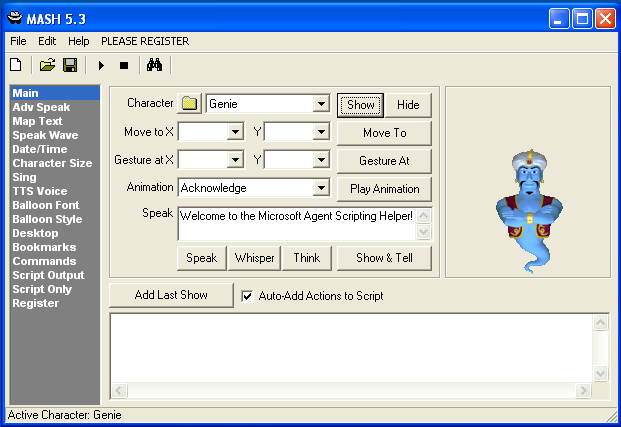 MASH 5.3
File Edit Help PLEASE REGISTER
Main
Adv Speak
Map Text
Speak Wave
Date/Time
Character Size
Sing
TTS Voice
Balloon Font
Balloon Style
Desktop
Bookmarks
Commands
Script Output
Script Only
Register
Character Genie Show Hide
Move to X Y Move To
Gesture at X Y Gesture At
Animation Acknowledge Play Animation
Speak Welcome to the Microsoft Agent Scripting Helper!
Speak Whisper Think Show & Tell
Add Last Show Auto-Add Actions to Script
Active Character: Genie